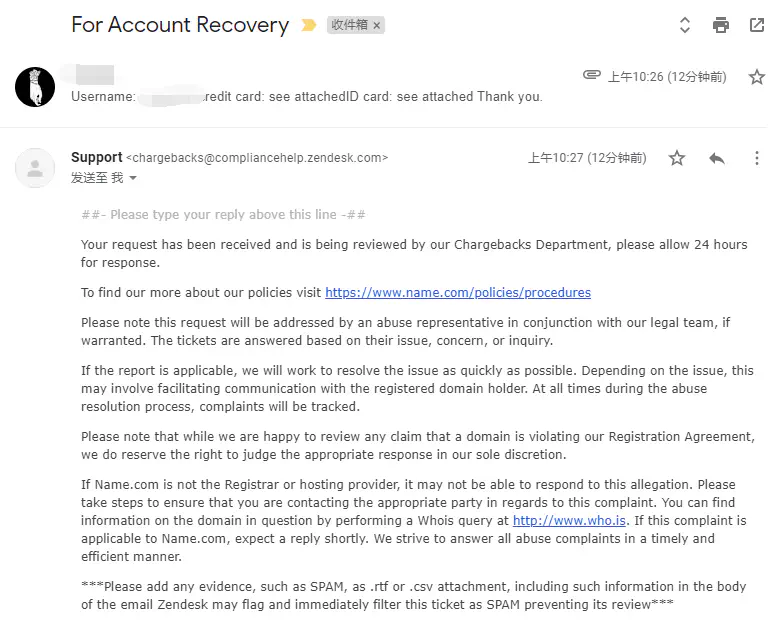 For Account Recovery 收件箱 ×
上午10:26 (12分钟前)
Username: redit card: see attachedID card: see attached Thank you.
Support <chargebacks@compliancehelp.zendesk.com> 上午10:27 (12分钟前)
发送至 我
##- Please type your reply above this line -##
Your request has been received and is being reviewed by our Chargebacks Department, please allow 24 hours
for response.
To find our more about our policies visit https://www.name.com/policies/procedures
Please note this request will be addressed by an abuse representative in conjunction with our legal team, if
warranted. The tickets are answered based on their issue, concern, or inquiry.
If the report is applicable, we will work to resolve the issue as quickly as possible. Depending on the issue, this
may involve facilitating communication with the registered domain holder. At all times during the abuse
resolution process, complaints will be tracked.
Please note that while we are happy to review any claim that a domain is violating our Registration Agreement,
we do reserve the right to judge the appropriate response in our sole discretion.
If Name.com is not the Registrar or hosting provider, it may not be able to respond to this allegation. Please
take steps to ensure that you are contacting the appropriate party in regards to this complaint. You can find
information on the domain in question by performing a Whois query at http://www.who.is. If this complaint is
applicable to Name.com, expect a reply shortly. We strive to answer all abuse complaints in a timely and
efficient manner.
***Please add any evidence, such as SPAM, as .rtf or .csv attachment, including such information in the body
of the email Zendesk may flag and immediately filter this ticket as SPAM preventing its review***